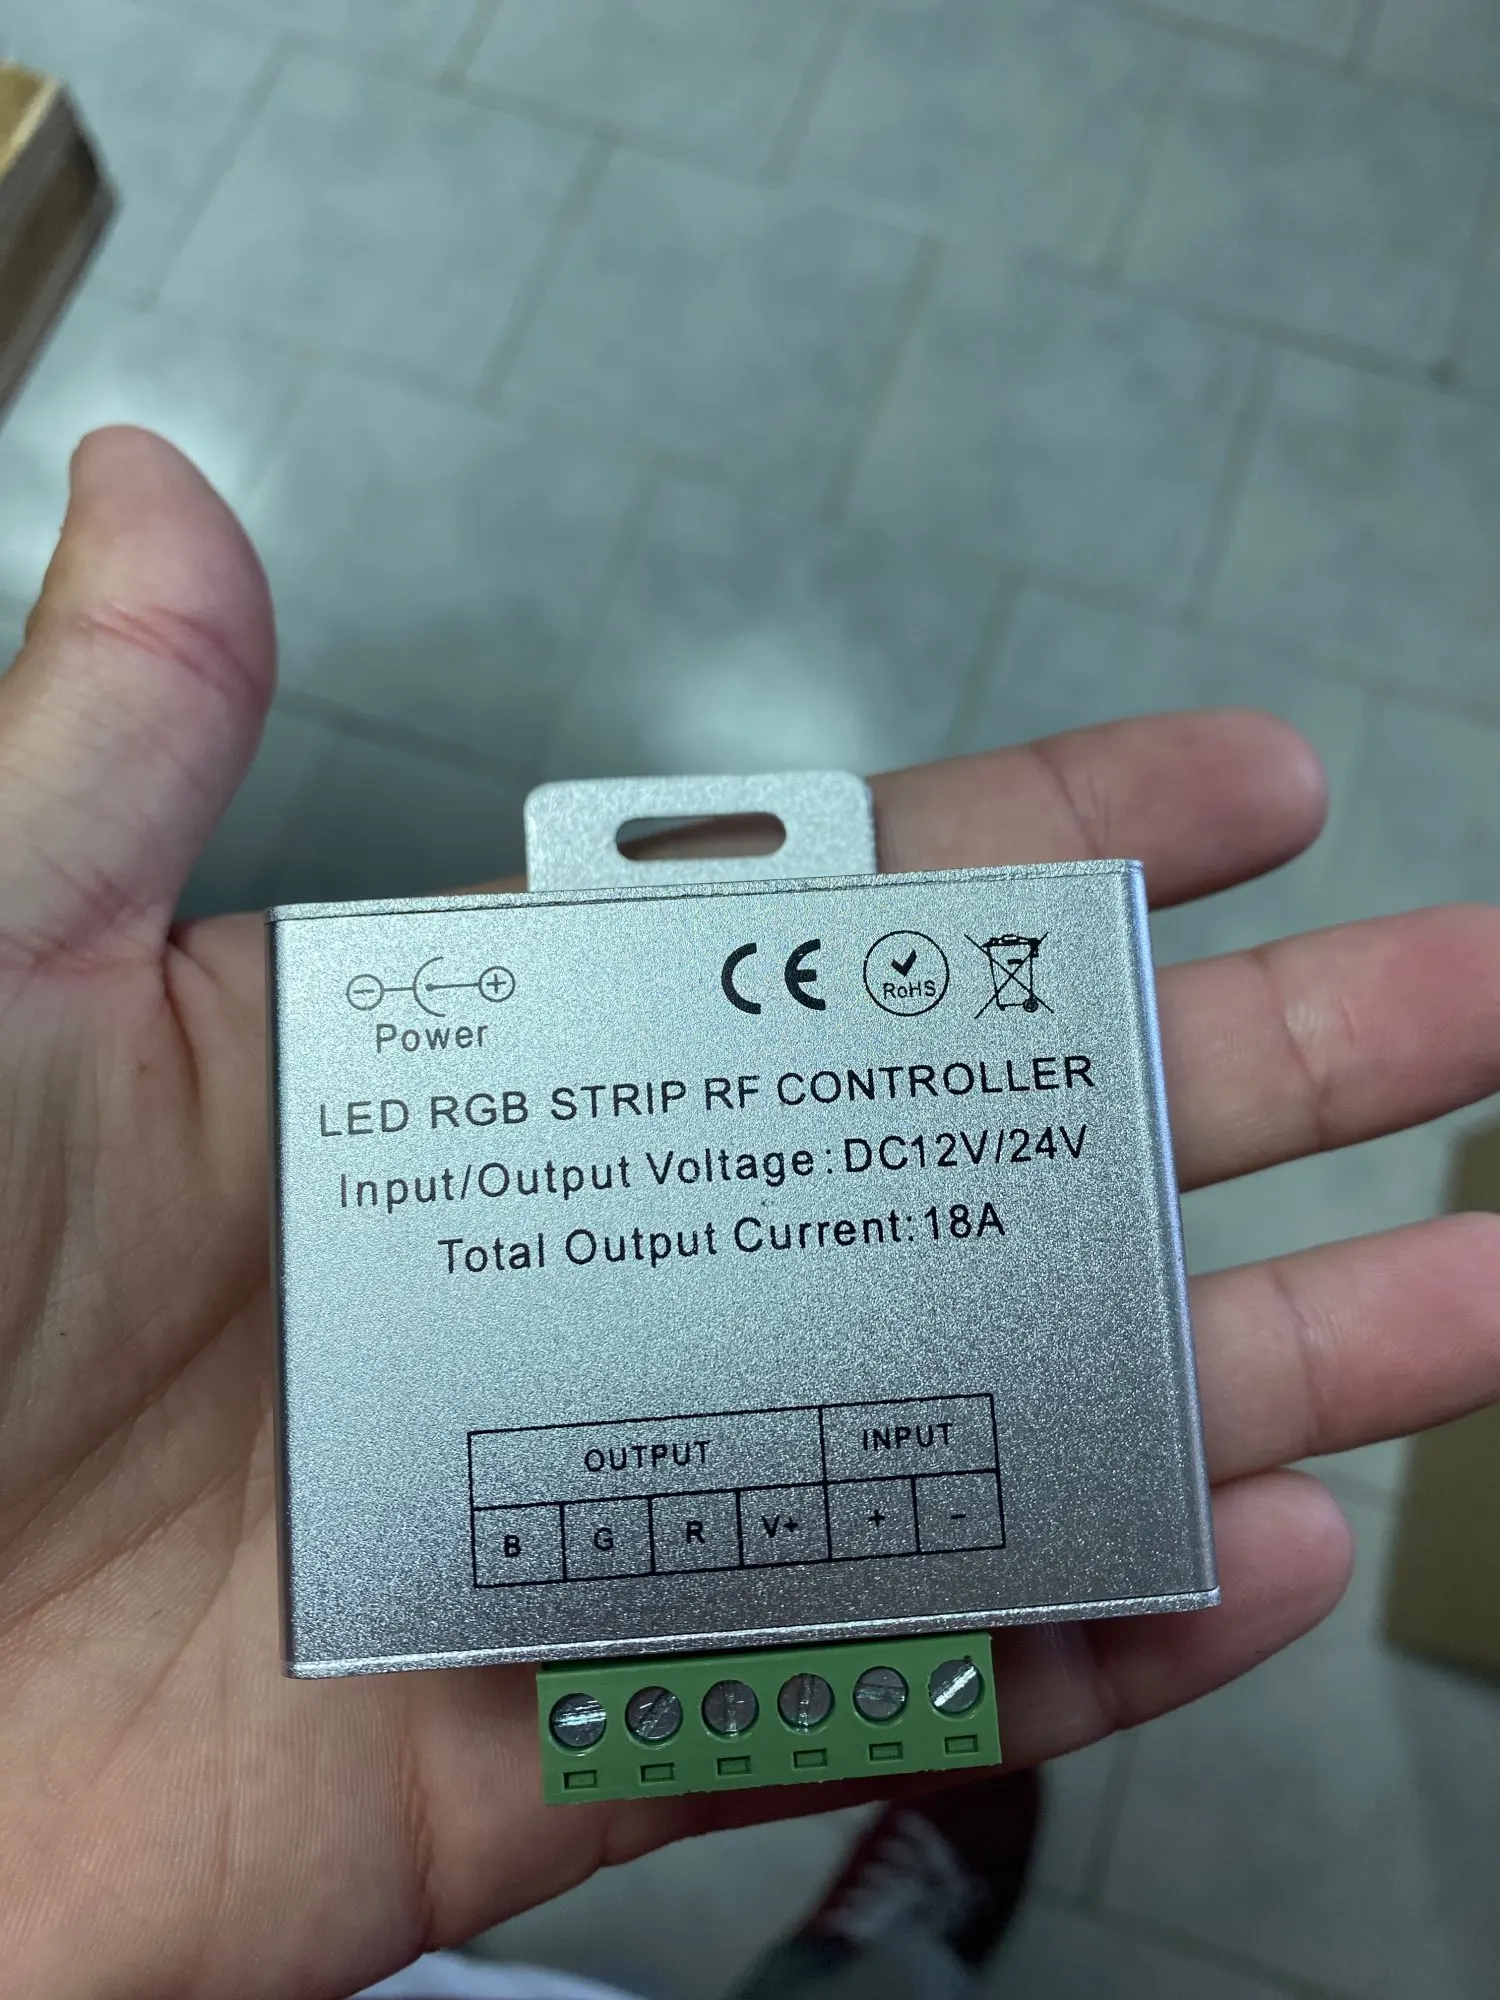 CE RoHS
Power
LED RGB STRIP RF CONTROLLER
Input/Output Voltage:DC12V/24V
Total Output Current:18A
OUTPUT INPUT
B G R V+ + -